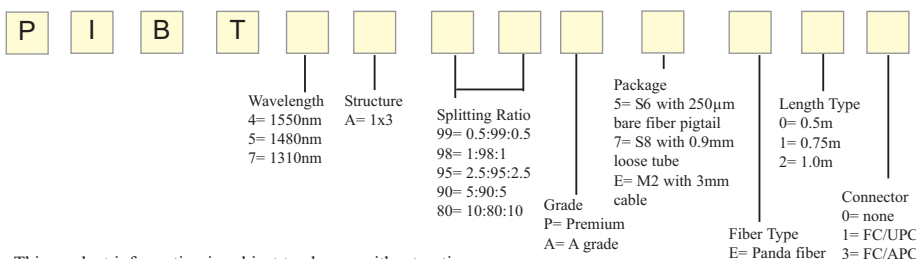 P I B T
Wavelength
4= 1550nm
5= 1480nm
7= 1310nm
Structure
A= 1x3
Splitting Ratio
99= 0.5:99:0.5
98= 1:98:1
95= 2.5:95:2.5
90= 5:90:5
80= 10:80:10
Grade
P= Premium
A= A grade
Package
5= S6 with 250µm
bare fiber pigtail
7= S8 with 0.9mm
loose tube
E= M2 with 3mm
cable
Fiber Type
E= Panda fiber
Length Type
0= 0.5m
1= 0.75m
2= 1.0m
Connector
0= none
1= FC/UPC
3= FC/APC